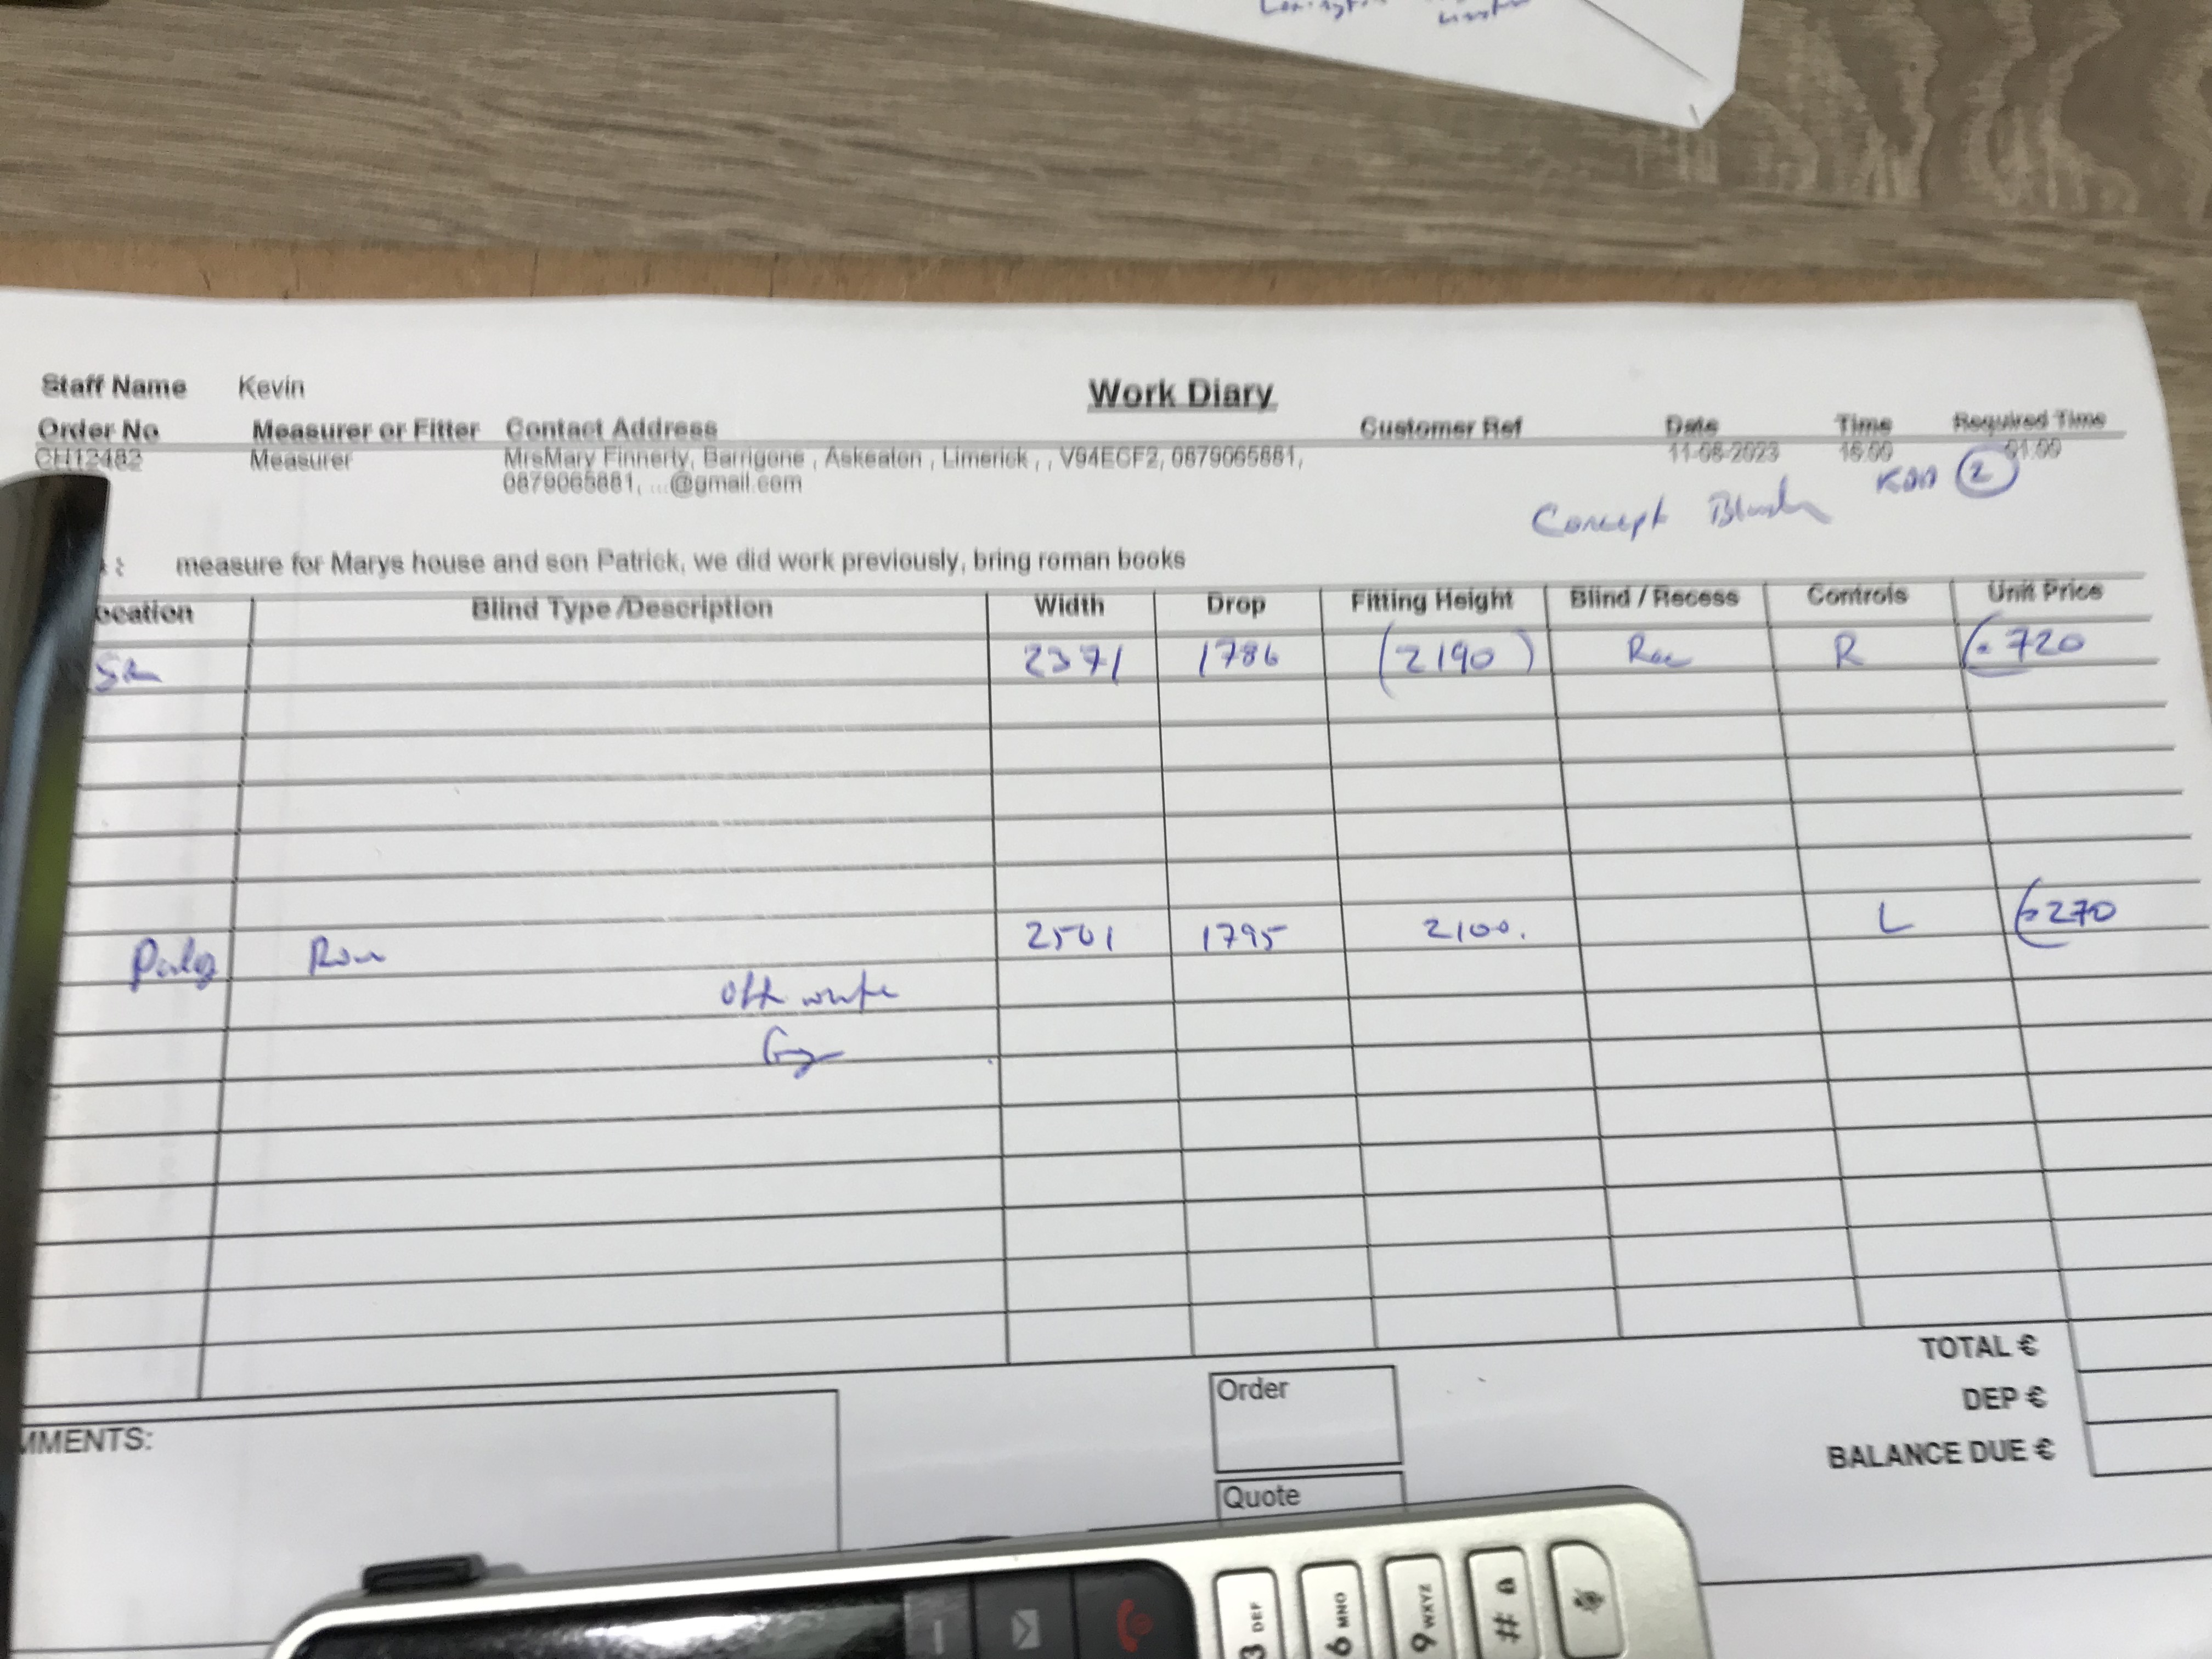 Staff Name Kevin
Work Diary
Order No Measurer or Fitter Contact Address Customer Ref Date Time Required Time
CH12482 Measurer MrsMary Finnerty, Barrigone , Askeaton , Limerick , , V94ECF2, 0879065881, 11-08-2023 01:00
0879065881, ...@gmail.com
Concept
2
: measure for Marys house and son Patrick, we did work previously, bring roman books
ocation Blind Type /Description Width Drop Fitting Height Blind / Recess Controls Unit Price
2371 1786 (2190) Rec R € 720
2501 1795 2100. L € 270
Off white
TOTAL €
DEP €
BALANCE DUE €
MMENTS:
Order
Quote
3 DEF
6 MNO
9 WXYZ
#